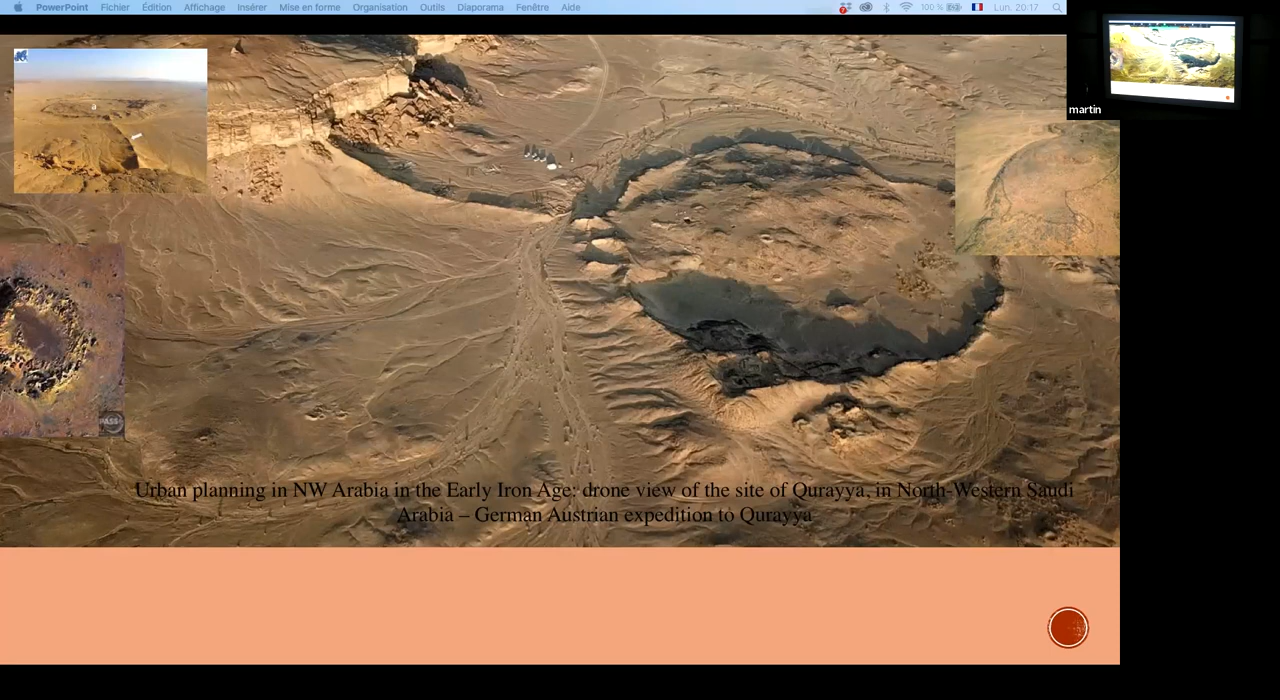 PowerPoint Fichier Édition Affichage Insérer Mise en forme Organisation Outils Diaporama Fenêtre Aide 7 100 % Lun. 20:17
martin
a
PASS
Urban planning in NW Arabia in the Early Iron Age: drone view of the site of Qurayya, in North-Western Saudi
Arabia – German Austrian expedition to Qurayya